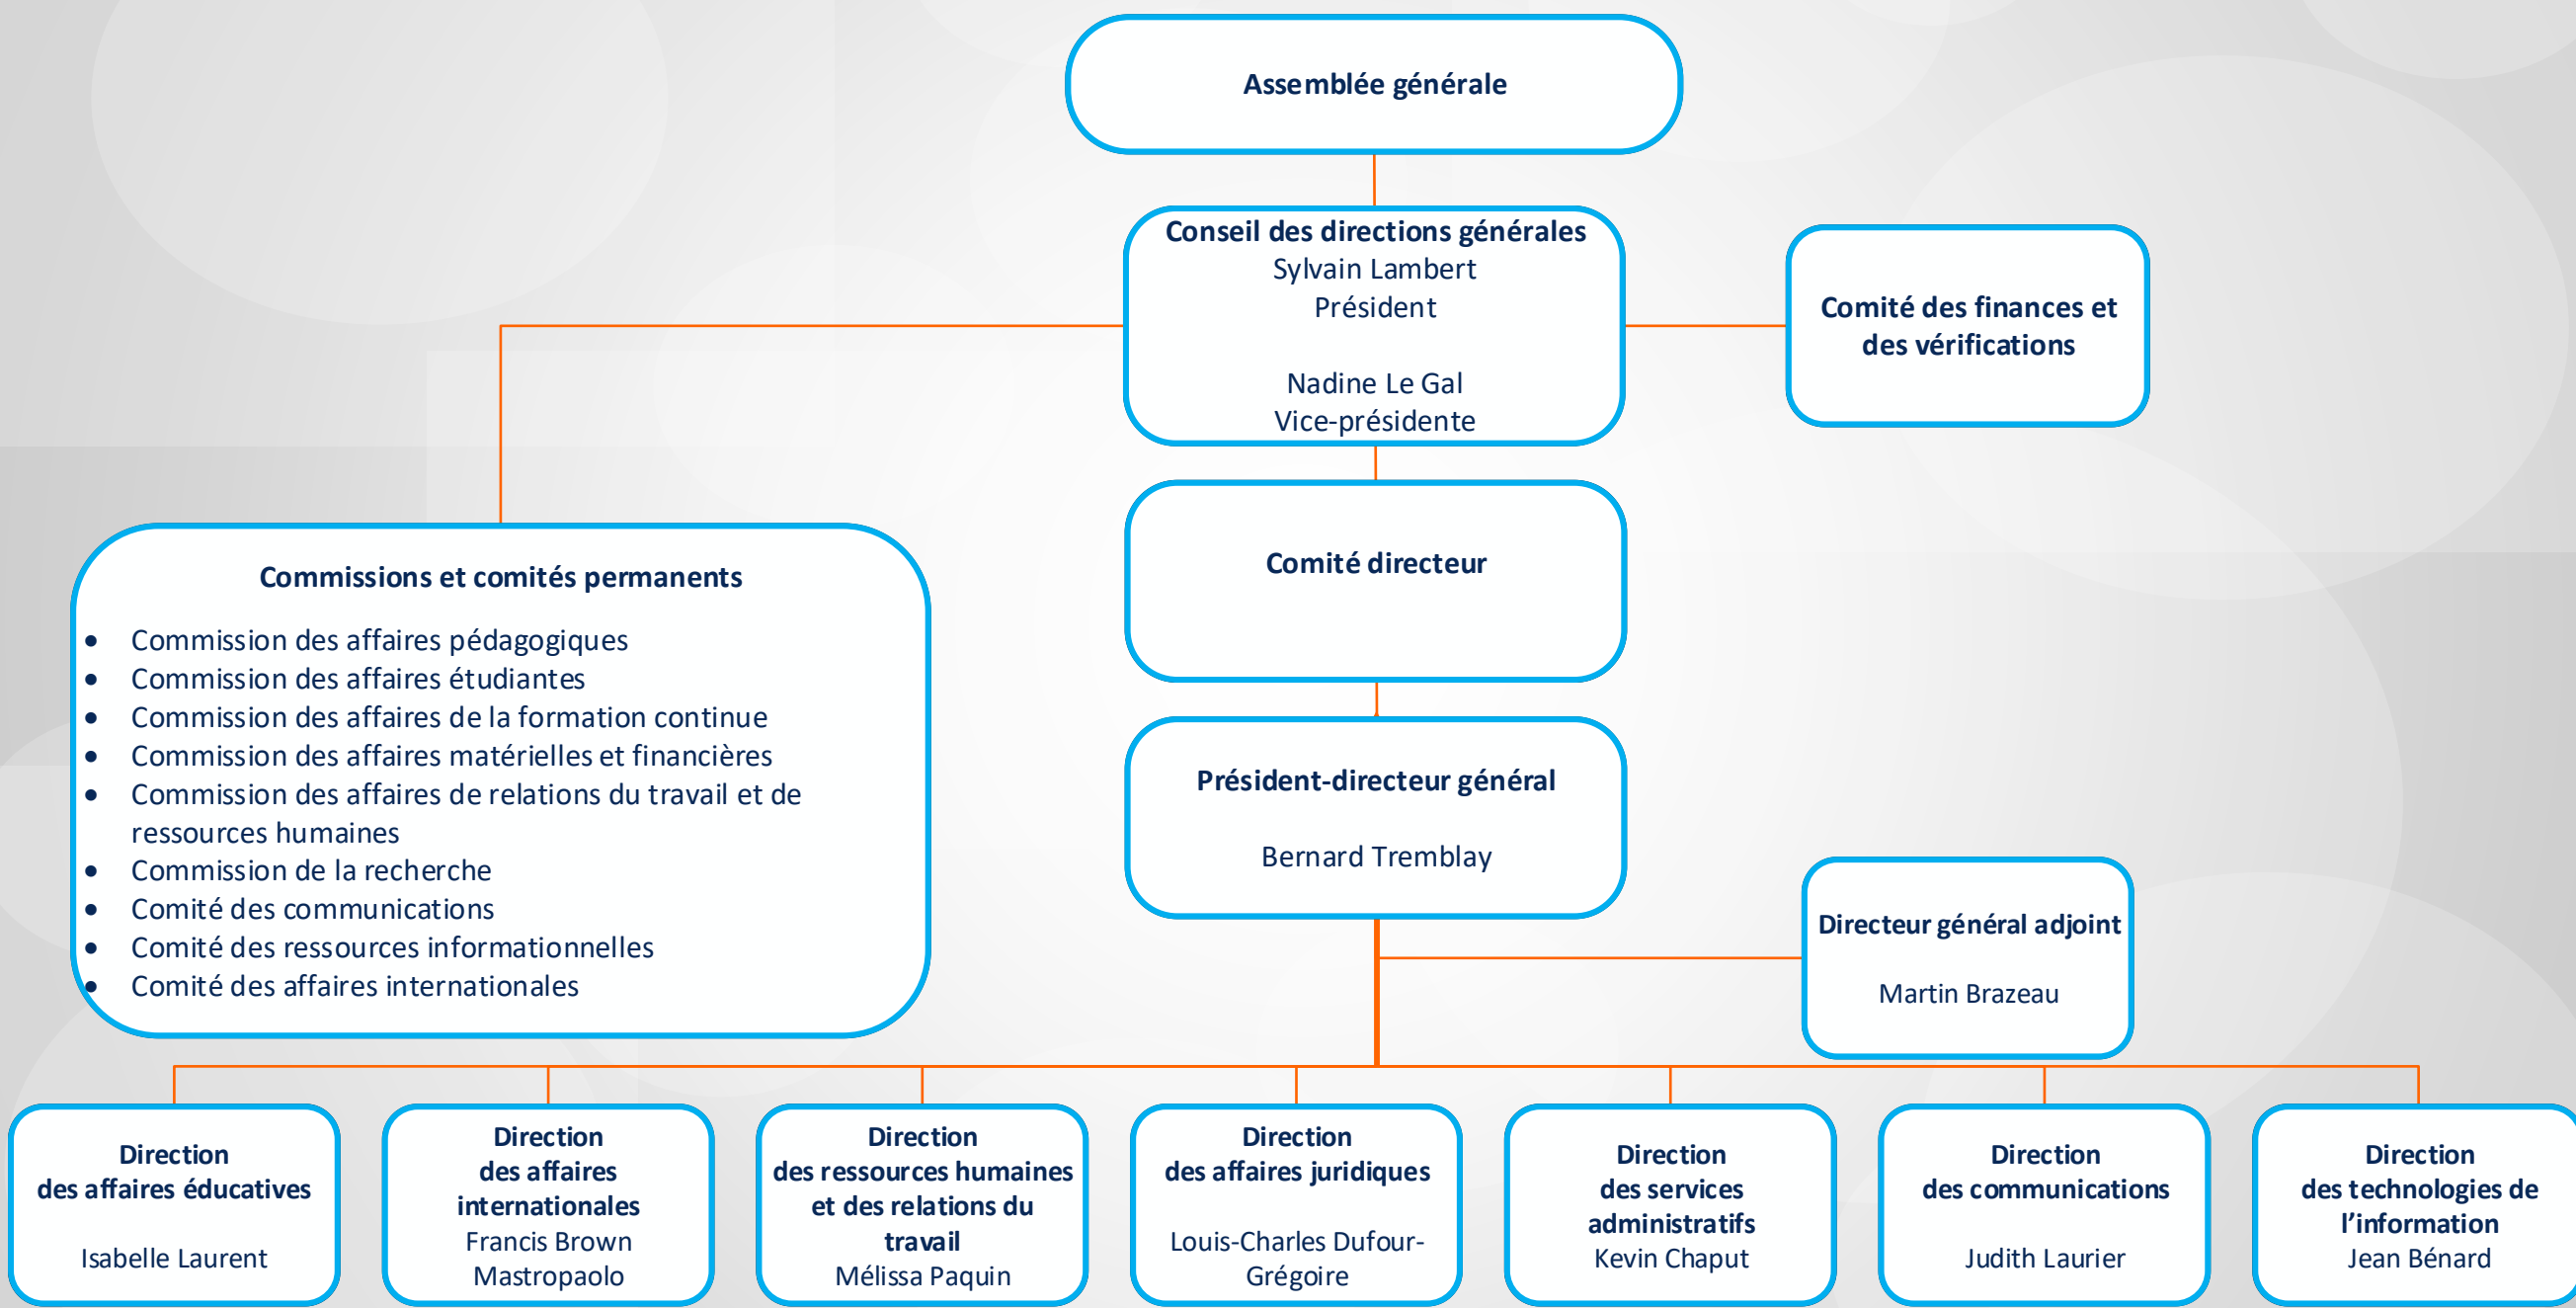 Assemblée générale
Conseil des directions générales
Sylvain Lambert
Président
Nadine Le Gal
Vice-présidente
Comité des finances et
des vérifications
Comité directeur
Commissions et comités permanents
• Commission des affaires pédagogiques
• Commission des affaires étudiantes
• Commission des affaires de la formation continue
• Commission des affaires matérielles et financières
• Commission des affaires de relations du travail et de
ressources humaines
• Commission de la recherche
• Comité des communications
• Comité des ressources informationnelles
• Comité des affaires internationales
Président-directeur général
Bernard Tremblay
Directeur général adjoint
Martin Brazeau
Direction
des affaires éducatives
Isabelle Laurent
Direction
des affaires
internationales
Francis Brown
Mastropaolo
Direction
des ressources humaines
et des relations du
travail
Mélissa Paquin
Direction
des affaires juridiques
Louis-Charles Dufour-
Grégoire
Direction
des services
administratifs
Kevin Chaput
Direction
des communications
Judith Laurier
Direction
des technologies de
l’information
Jean Bénard